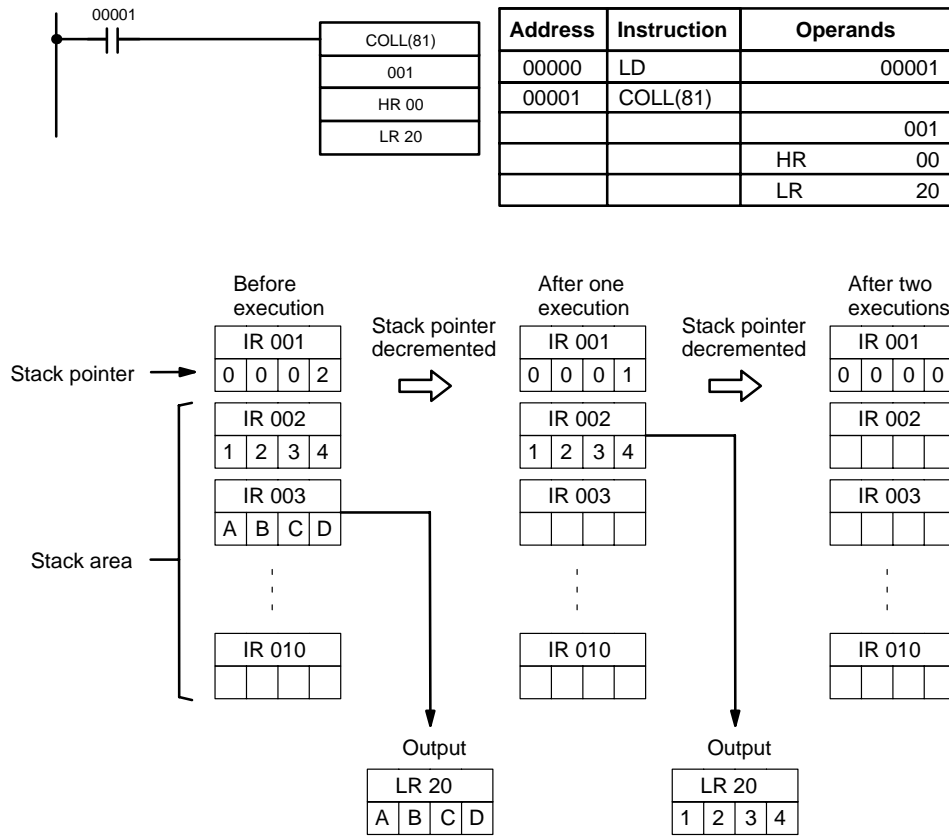 00001
COLL(81)
001
HR 00
LR 20
Address Instruction Operands
00000 LD 00001
00001 COLL(81)
001
HR 00
LR 20
Before execution
After one execution
After two executions
Stack pointer decremented
Stack pointer decremented
IR 001
IR 001
IR 001
Stack pointer
0 0 0 2
0 0 0 1
0 0 0 0
IR 002
IR 002
IR 002
1 2 3 4
1 2 3 4
IR 003
IR 003
IR 003
A B C D
Stack area
IR 010
IR 010
IR 010
Output
Output
LR 20
LR 20
A B C D
1 2 3 4